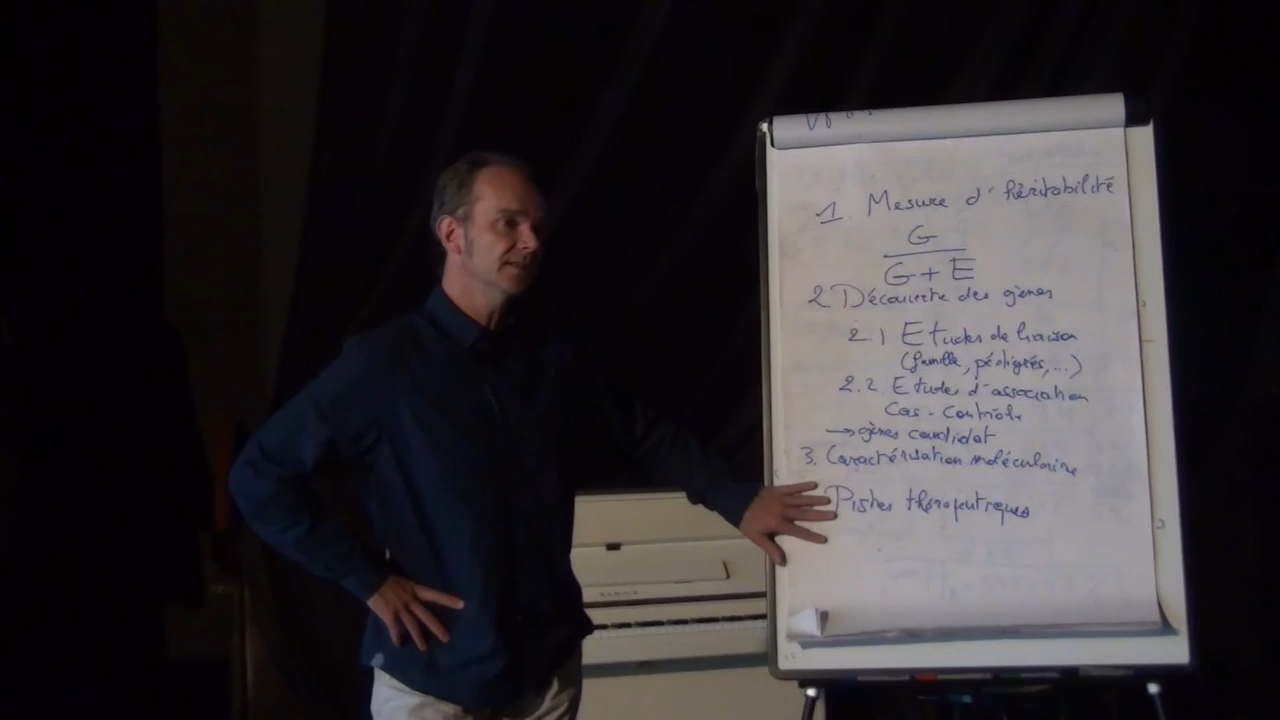 1. Mesure d'héritabilité
G
G + E
2. Découverte des gènes
2.1 Etudes de liaison
(famille, pédigrées, ...)
2.2. Etudes d'association
Cas - Contrôle
→ gènes candidat
3. Caractérisation moléculaire
Pistes thérapeutiques